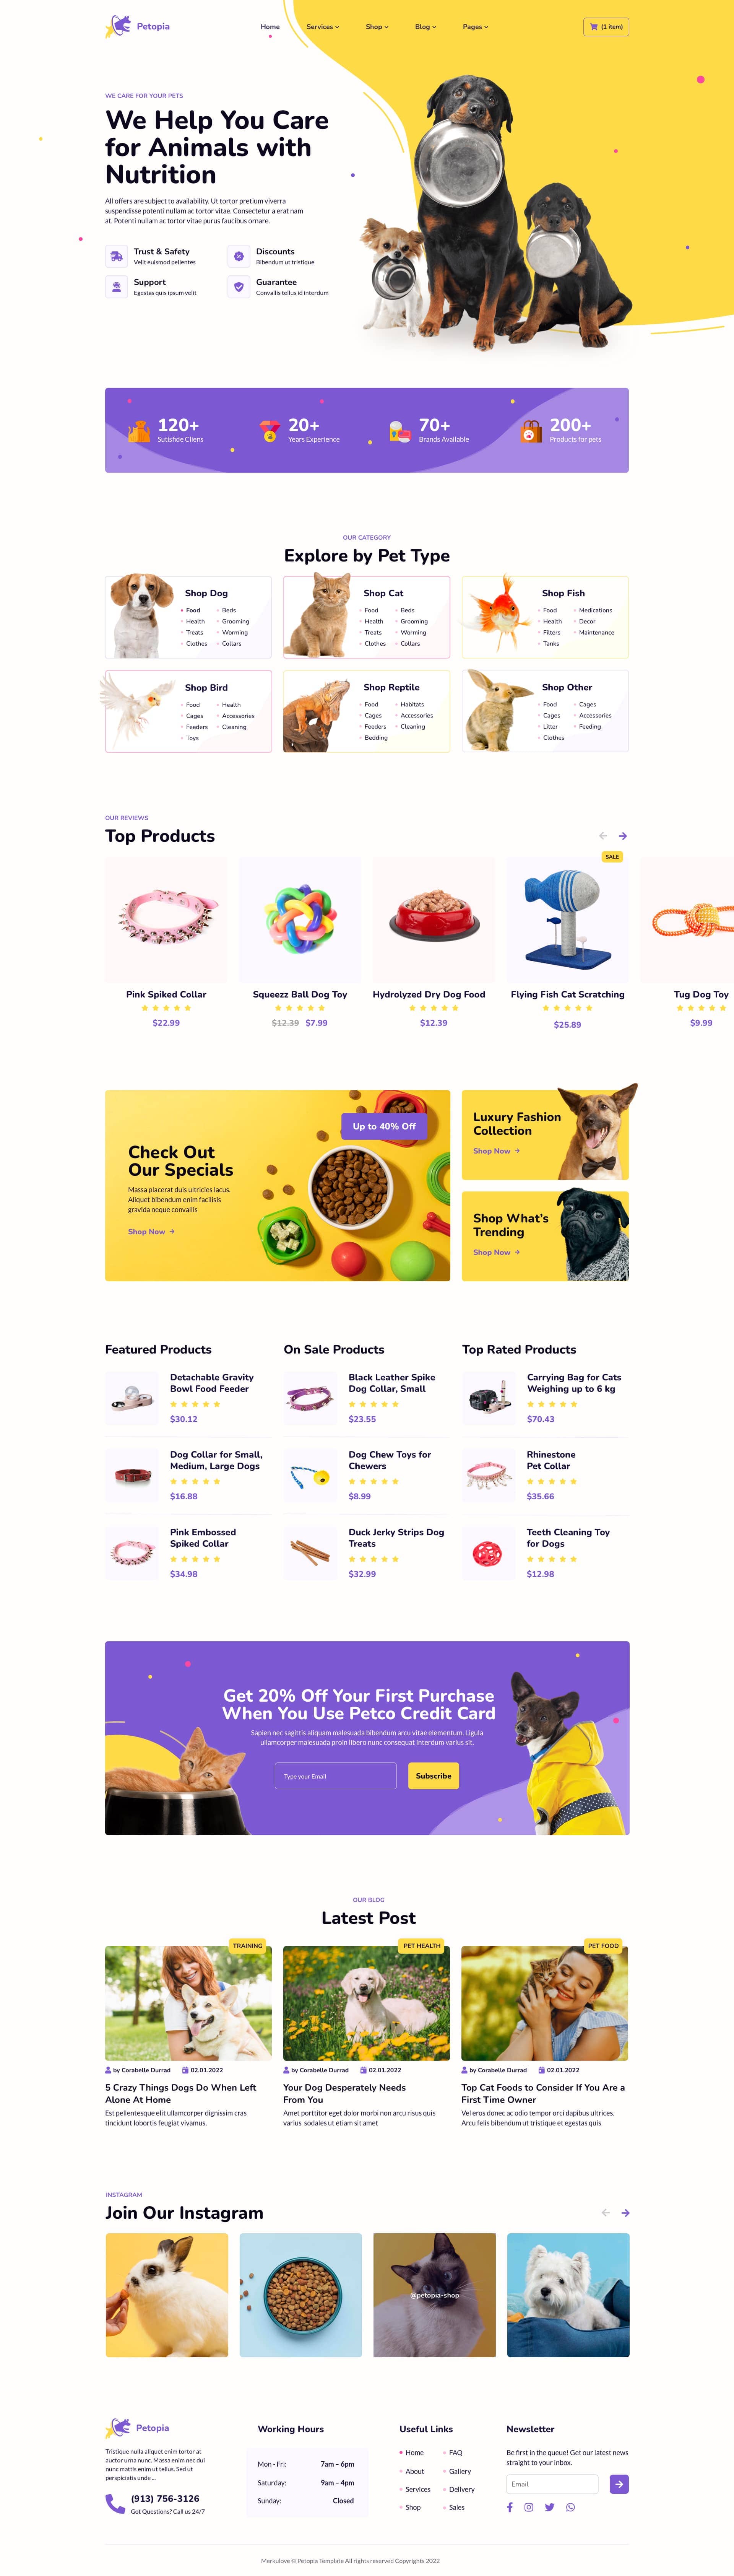 Petopia
Home
Services
Shop
Blog
Pages
(1 item)
WE CARE FOR YOUR PETS
We Help You Care
for Animals with
Nutrition
All offers are subject to availability. Ut tortor pretium viverra
suspendisse potenti nullam ac tortor vitae. Consectetur a erat nam
at. Potenti nullam ac tortor vitae purus faucibus ornare.
Trust & Safety
Velit euismod pellentes
Discounts
Bibendum ut tristique
Support
Egestas quis ipsum velit
Guarantee
Convallis tellus id interdum
120+
Sutisfide Cliens
20+
Years Experience
70+
Brands Available
200+
Products for pets
OUR CATEGORY
Explore by Pet Type
Shop Dog
Food
Beds
Health
Grooming
Treats
Worming
Clothes
Collars
Shop Cat
Food
Beds
Health
Grooming
Treats
Worming
Clothes
Collars
Shop Fish
Food
Medications
Health
Decor
Filters
Maintenance
Tanks
Shop Bird
Food
Health
Cages
Accessories
Feeders
Cleaning
Toys
Shop Reptile
Food
Habitats
Cages
Accessories
Feeders
Cleaning
Bedding
Shop Other
Food
Cages
Cages
Accessories
Litter
Feeding
Clothes
OUR REVIEWS
Top Products
SALE
Pink Spiked Collar
$22.99
Squeezz Ball Dog Toy
$12.39 $7.99
Hydrolyzed Dry Dog Food
$12.39
Flying Fish Cat Scratching
$25.89
Tug Dog Toy
$9.99
Up to 40% Off
Check Out
Our Specials
Massa placerat duis ultricies lacus.
Aliquet bibendum enim facilisis
gravida neque convallis
Shop Now
Luxury Fashion
Collection
Shop Now
Shop What's
Trending
Shop Now
Featured Products
Detachable Gravity
Bowl Food Feeder
$30.12
Dog Collar for Small,
Medium, Large Dogs
$16.88
Pink Embossed
Spiked Collar
$34.98
On Sale Products
Black Leather Spike
Dog Collar, Small
$23.55
Dog Chew Toys for
Chewers
$8.99
Duck Jerky Strips Dog
Treats
$32.99
Top Rated Products
Carrying Bag for Cats
Weighing up to 6 kg
$70.43
Rhinestone
Pet Collar
$35.66
Teeth Cleaning Toy
for Dogs
$12.98
Get 20% Off Your First Purchase
When You Use Petco Credit Card
Sapien nec sagittis aliquam malesuada bibendum arcu vitae elementum. Ligula
ullamcorper malesuada proin libero nunc consequat interdum varius sit.
Type your Email
Subscribe
OUR BLOG
Latest Post
TRAINING
by Corabelle Durrad
02.01.2022
5 Crazy Things Dogs Do When Left
Alone At Home
Est pellentesque elit ullamcorper dignissim cras
tincidunt lobortis feugiat vivamus.
PET HEALTH
by Corabelle Durrad
02.01.2022
Your Dog Desperately Needs
From You
Amet porttitor eget dolor morbi non arcu risus quis
varius sodales ut etiam sit amet
PET FOOD
by Corabelle Durrad
02.01.2022
Top Cat Foods to Consider If You Are a
First Time Owner
Vel eros donec ac odio tempor orci dapibus ultrices.
Arcu felis bibendum ut tristique et egestas quis
INSTAGRAM
Join Our Instagram
@petopia-shop
Petopia
Tristique nulla aliquet enim tortor at
auctor urna nunc. Massa enim nec dui
nunc mattis enim ut tellus. Sed ut
perspiciatis unde ...
(913) 756-3126
Got Questions? Call us 24/7
Working Hours
Mon - Fri: 7am – 6pm
Saturday: 9am – 4pm
Sunday: Closed
Useful Links
Home
FAQ
About
Gallery
Services
Delivery
Shop
Sales
Newsletter
Be first in the queue! Get our latest news
straight to your inbox.
Email
Merkulove © Petopia Template All rights reserved Copyrights 2022